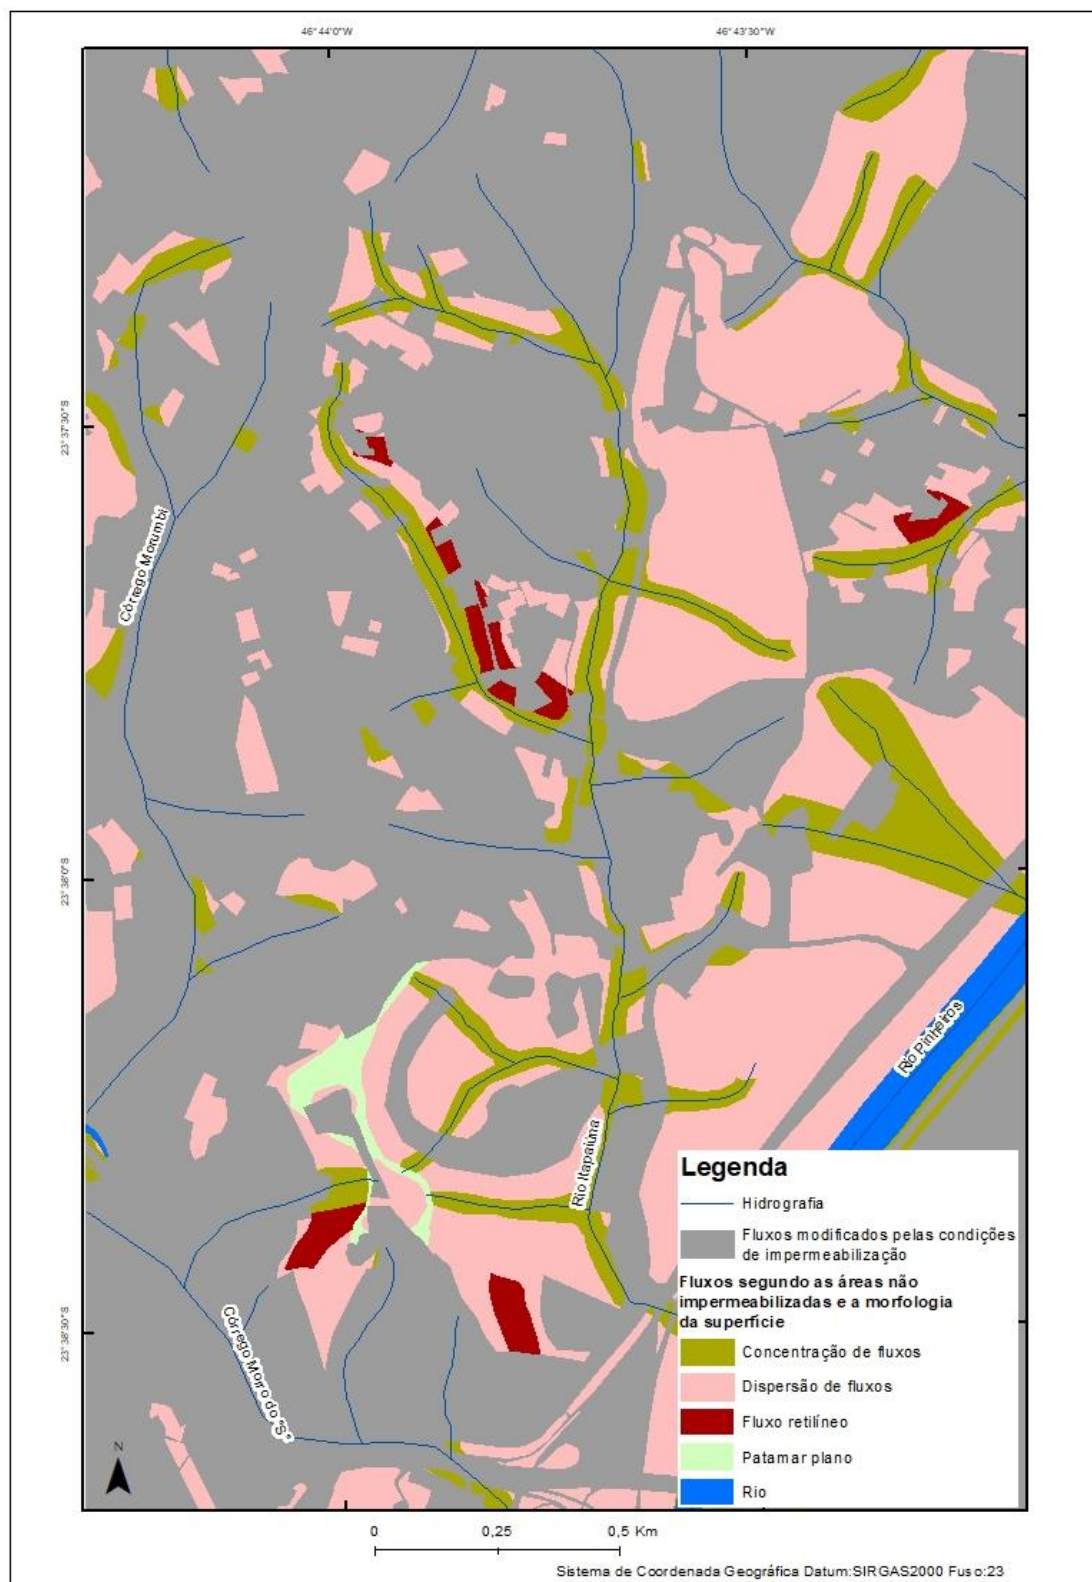 46°44'0"W
46°43'30"W
23°37'30"S
Córrego Morumbi
23°38'0"S
Rio Pinheiros
Rio Itapaiúna
23°38'30"S
Córrego Morro do "S"
Legenda
Hidrografia
Fluxos modificados pelas condições
de impermeabilização
Fluxos segundo as áreas não
impermeabilizadas e a morfologia
da superfície
Concentração de fluxos
Dispersão de fluxos
Fluxo retilíneo
Patamar plano
Rio
N
0
0,25
0,5 Km
Sistema de Coordenada Geográfica Datum:SIRGAS2000 Fuso:23